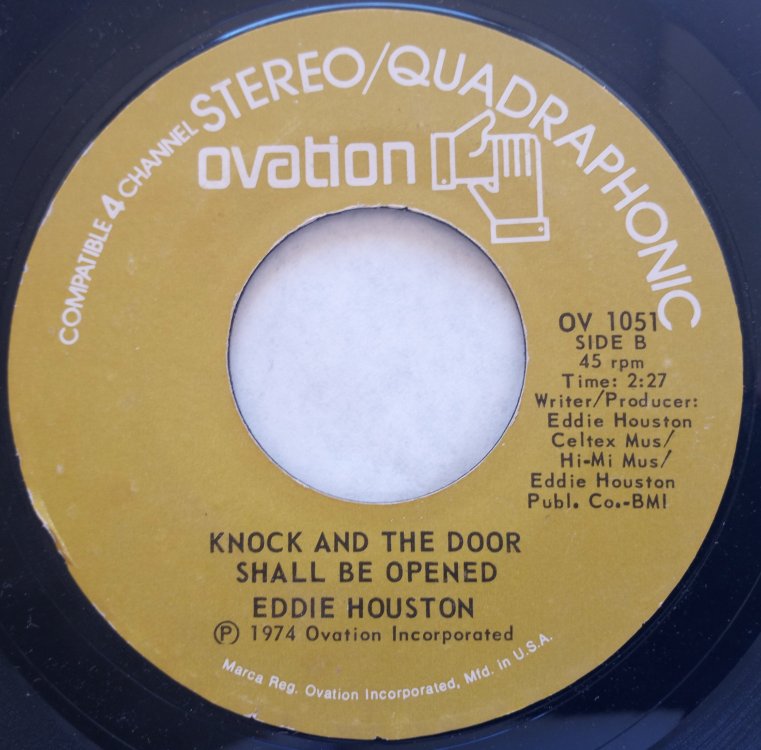 COMPATIBLE 4 CHANNEL STEREO/QUADRAPHONIC
ovation
OV 1051
SIDE B
45 rpm
Time: 2:27
Writer/Producer:
Eddie Houston
Celtex Mus/
Hi-Mi Mus/
Eddie Houston
Publ. Co.-BMI
KNOCK AND THE DOOR
SHALL BE OPENED
EDDIE HOUSTON
Ⓟ 1974 Ovation Incorporated
Marca Reg. Ovation Incorporated, Mfd. in U.S.A.